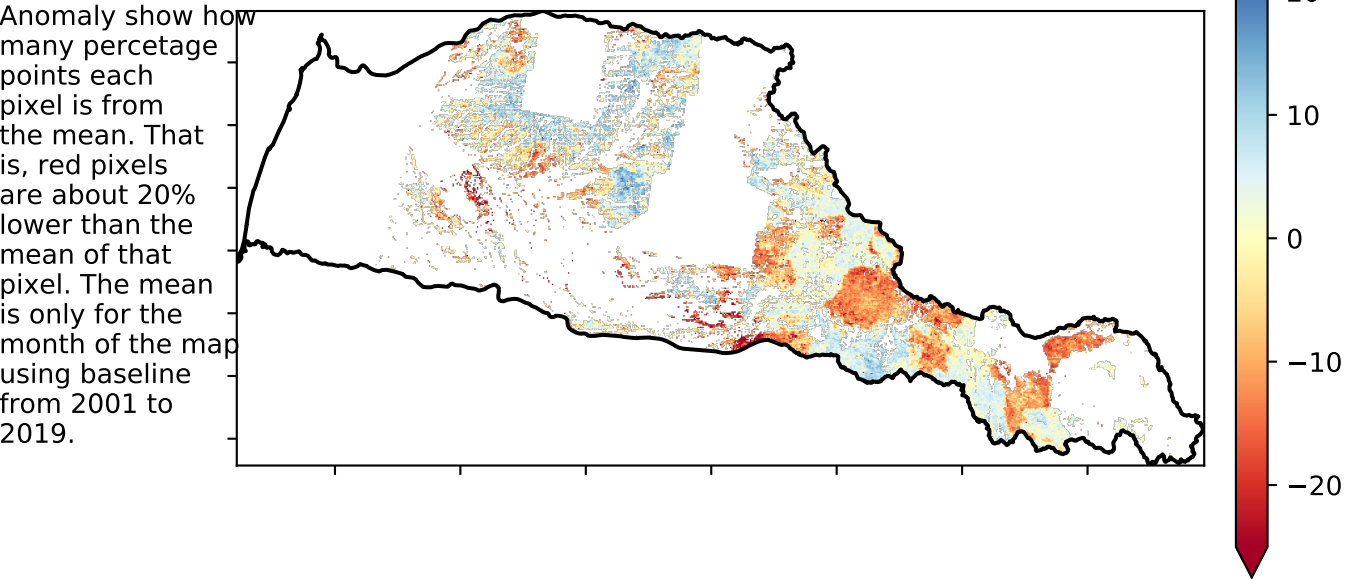 Anomaly show how
many percetage
points each
pixel is from
the mean. That
is, red pixels
are about 20%
lower than the
mean of that
pixel. The mean
is only for the
month of the map
using baseline
from 2001 to
2019.
10
0
−10
−20